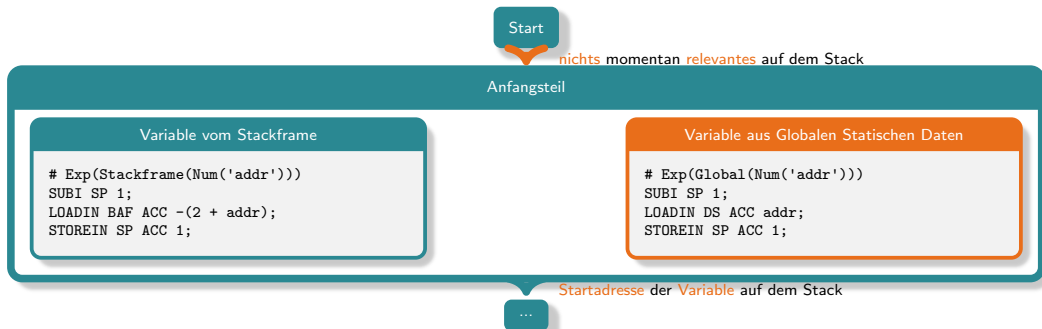 Start
nichts momentan relevantes auf dem Stack
Anfangsteil
Variable vom Stackframe
# Exp(Stackframe(Num('addr')))
SUBI SP 1;
LOADIN BAF ACC -(2 + addr);
STOREIN SP ACC 1;
Variable aus Globalen Statischen Daten
# Exp(Global(Num('addr')))
SUBI SP 1;
LOADIN DS ACC addr;
STOREIN SP ACC 1;
Startadresse der Variable auf dem Stack
...